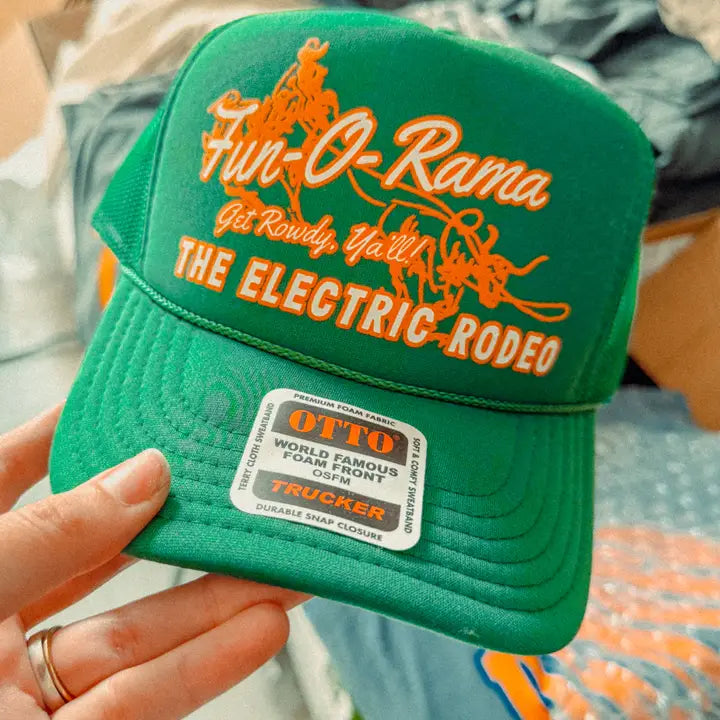 Fun-O-Rama
Get Rowdy, Ya'll!
THE ELECTRIC RODEO
PREMIUM FOAM FABRIC
TERRY CLOTH SWEATBAND
OTTO®
WORLD FAMOUS
FOAM FRONT
OSFM
TRUCKER
SOFT & COMFY SWEATBAND
DURABLE SNAP CLOSURE